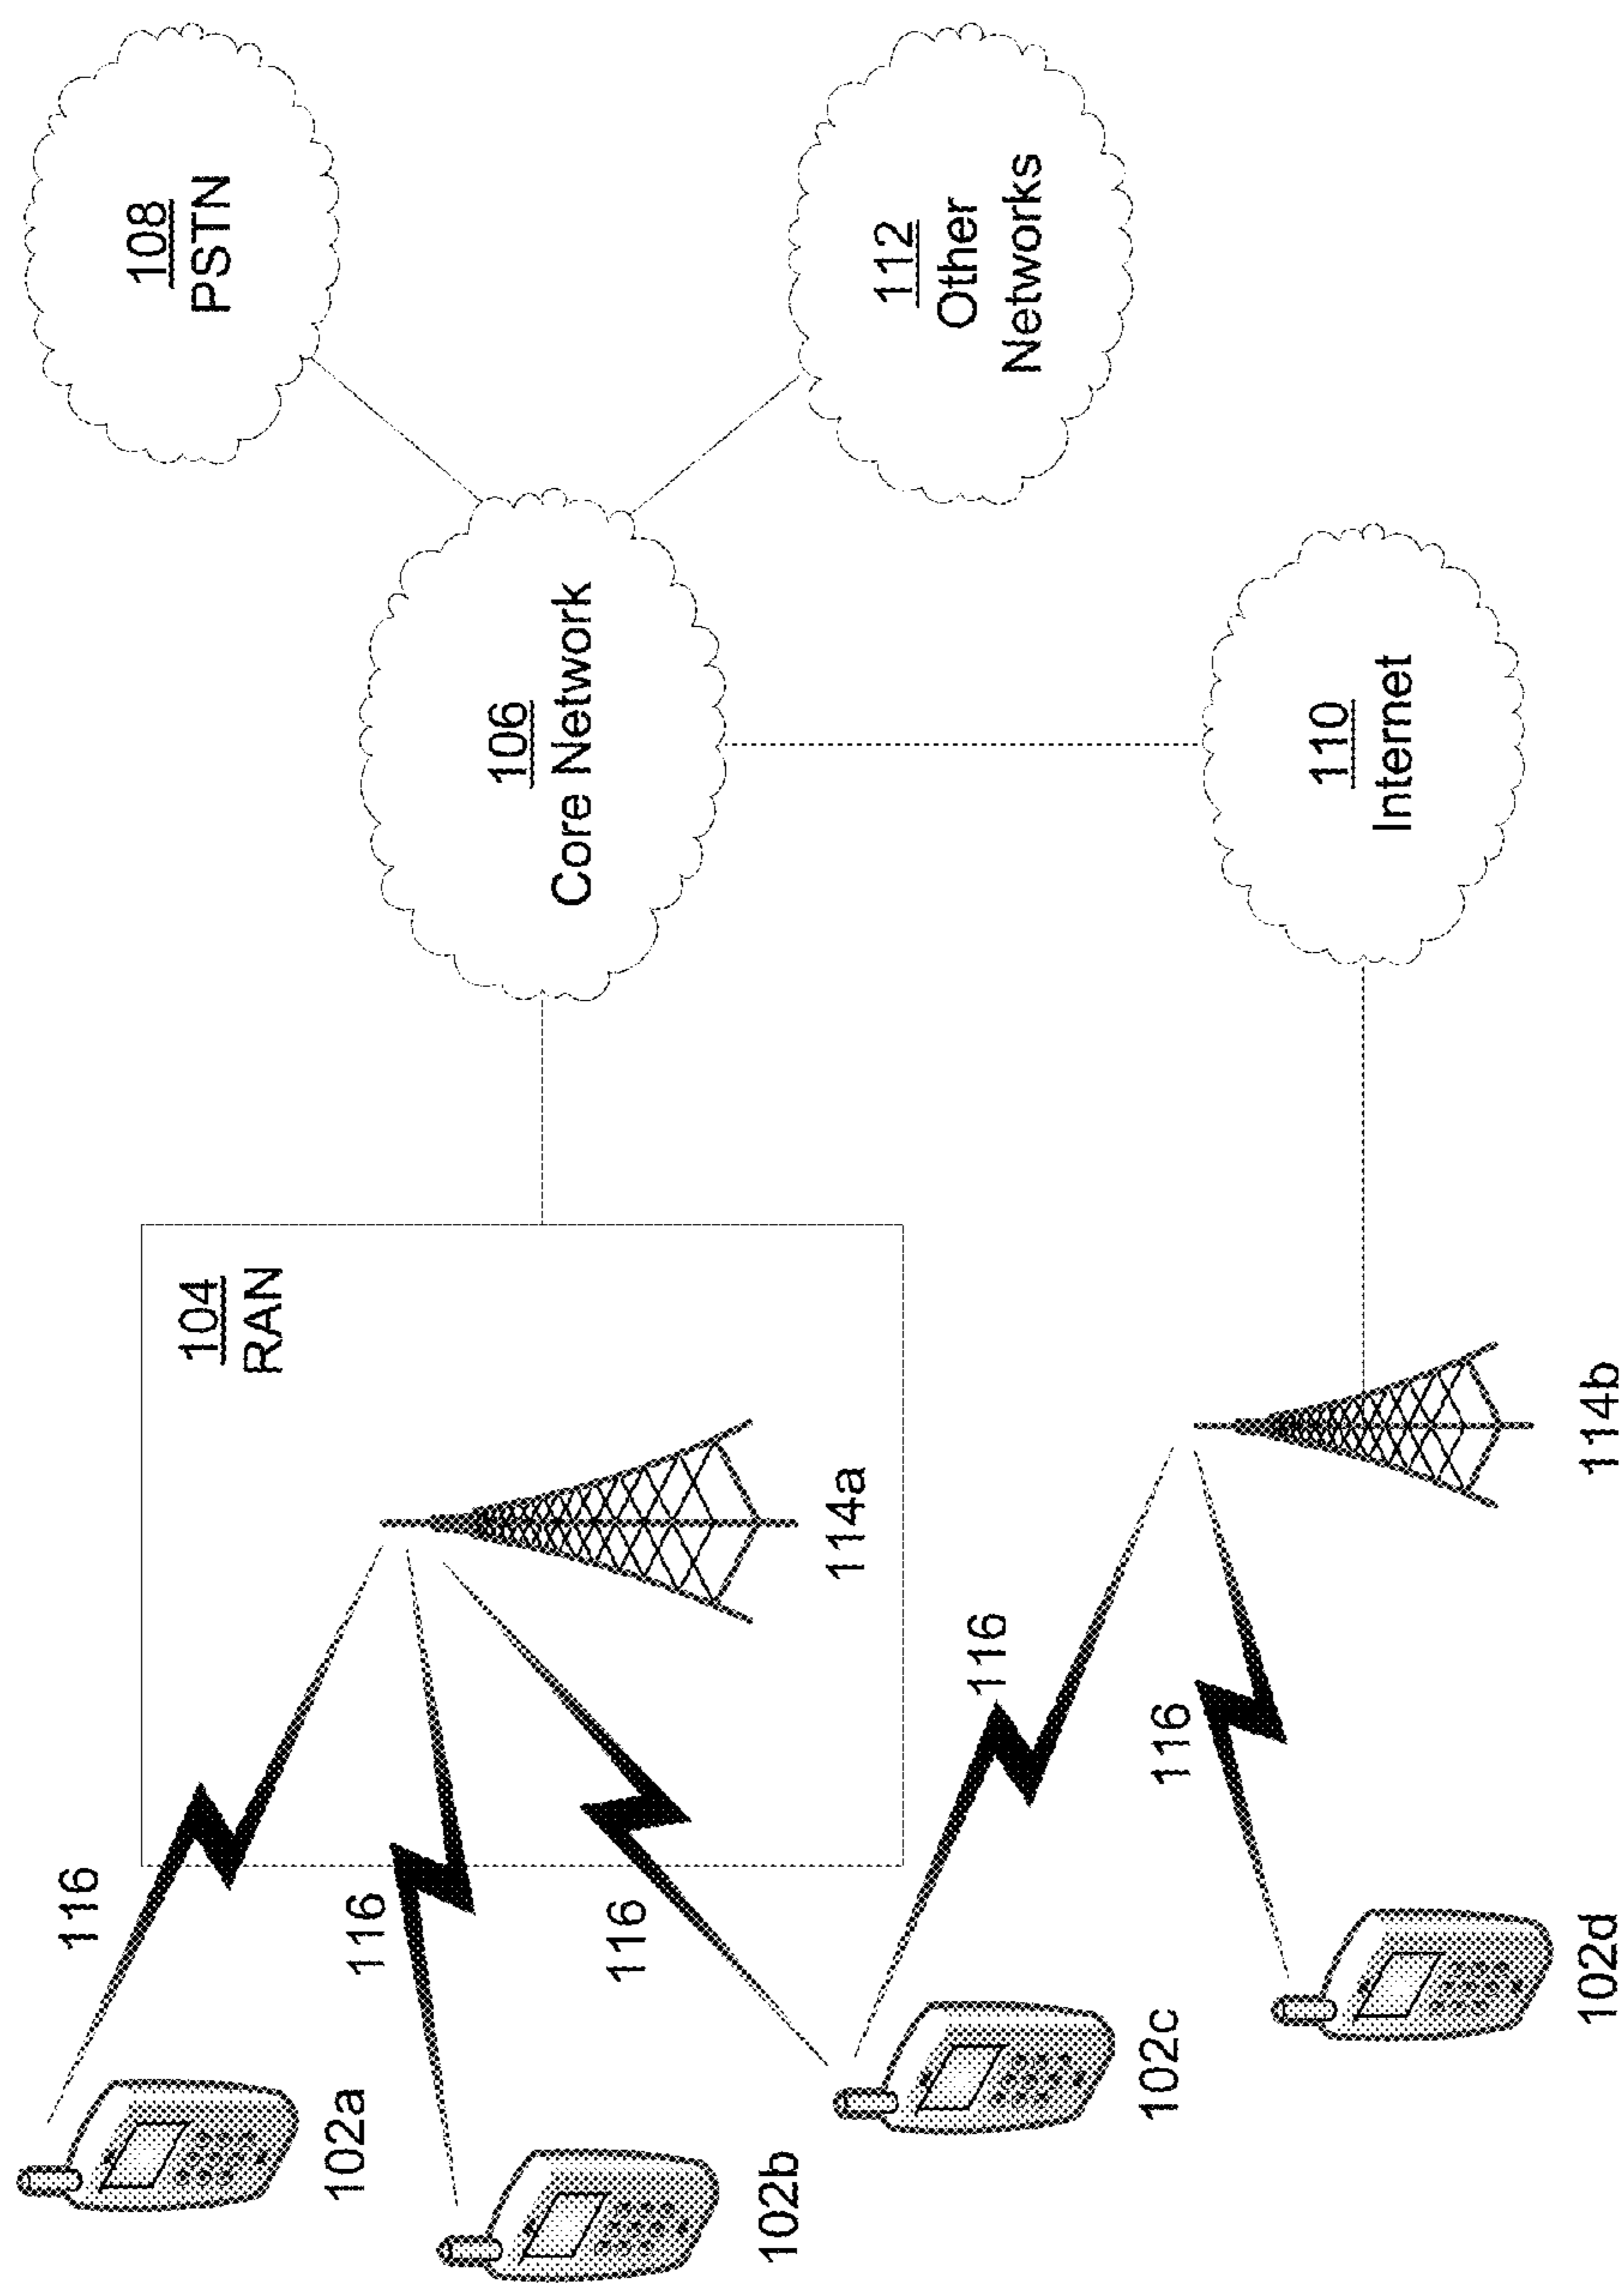 108
PSTN
106
Core Network
112
Other
Networks
104
RAN
114a
116
116
116
102a
102b
102c
116
116
110
Internet
114b
102d